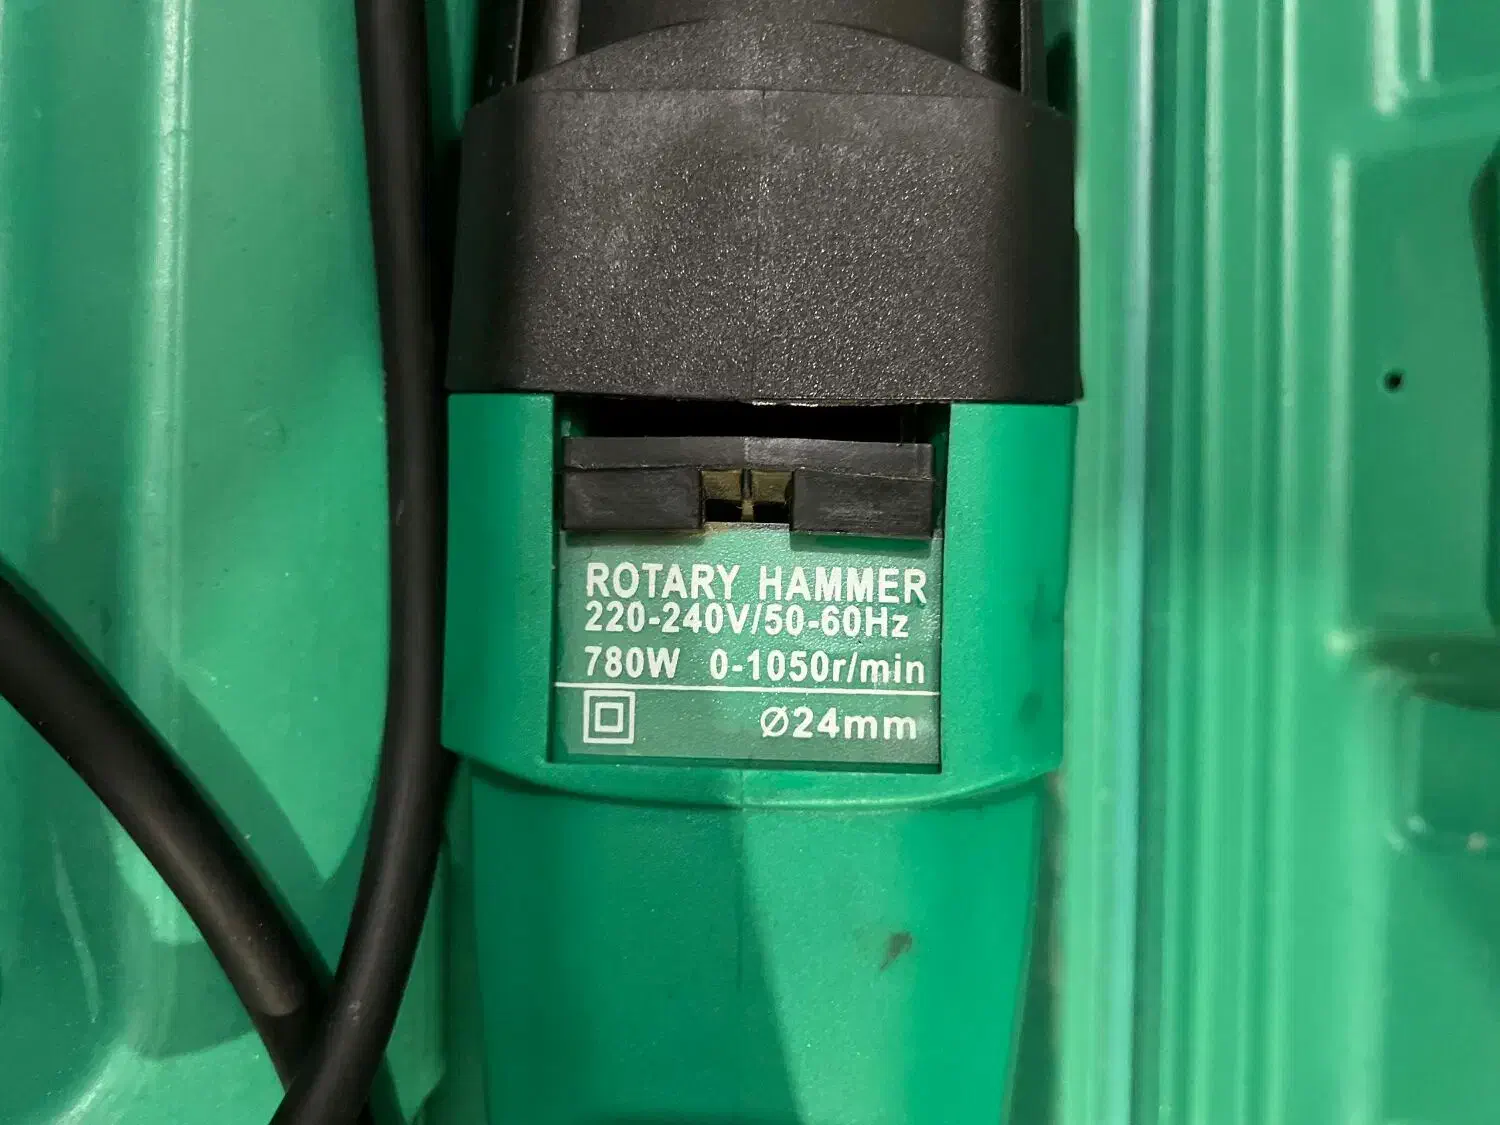 ROTARY HAMMER
220-240V/50-60Hz
780W 0-1050r/min
Ø24mm